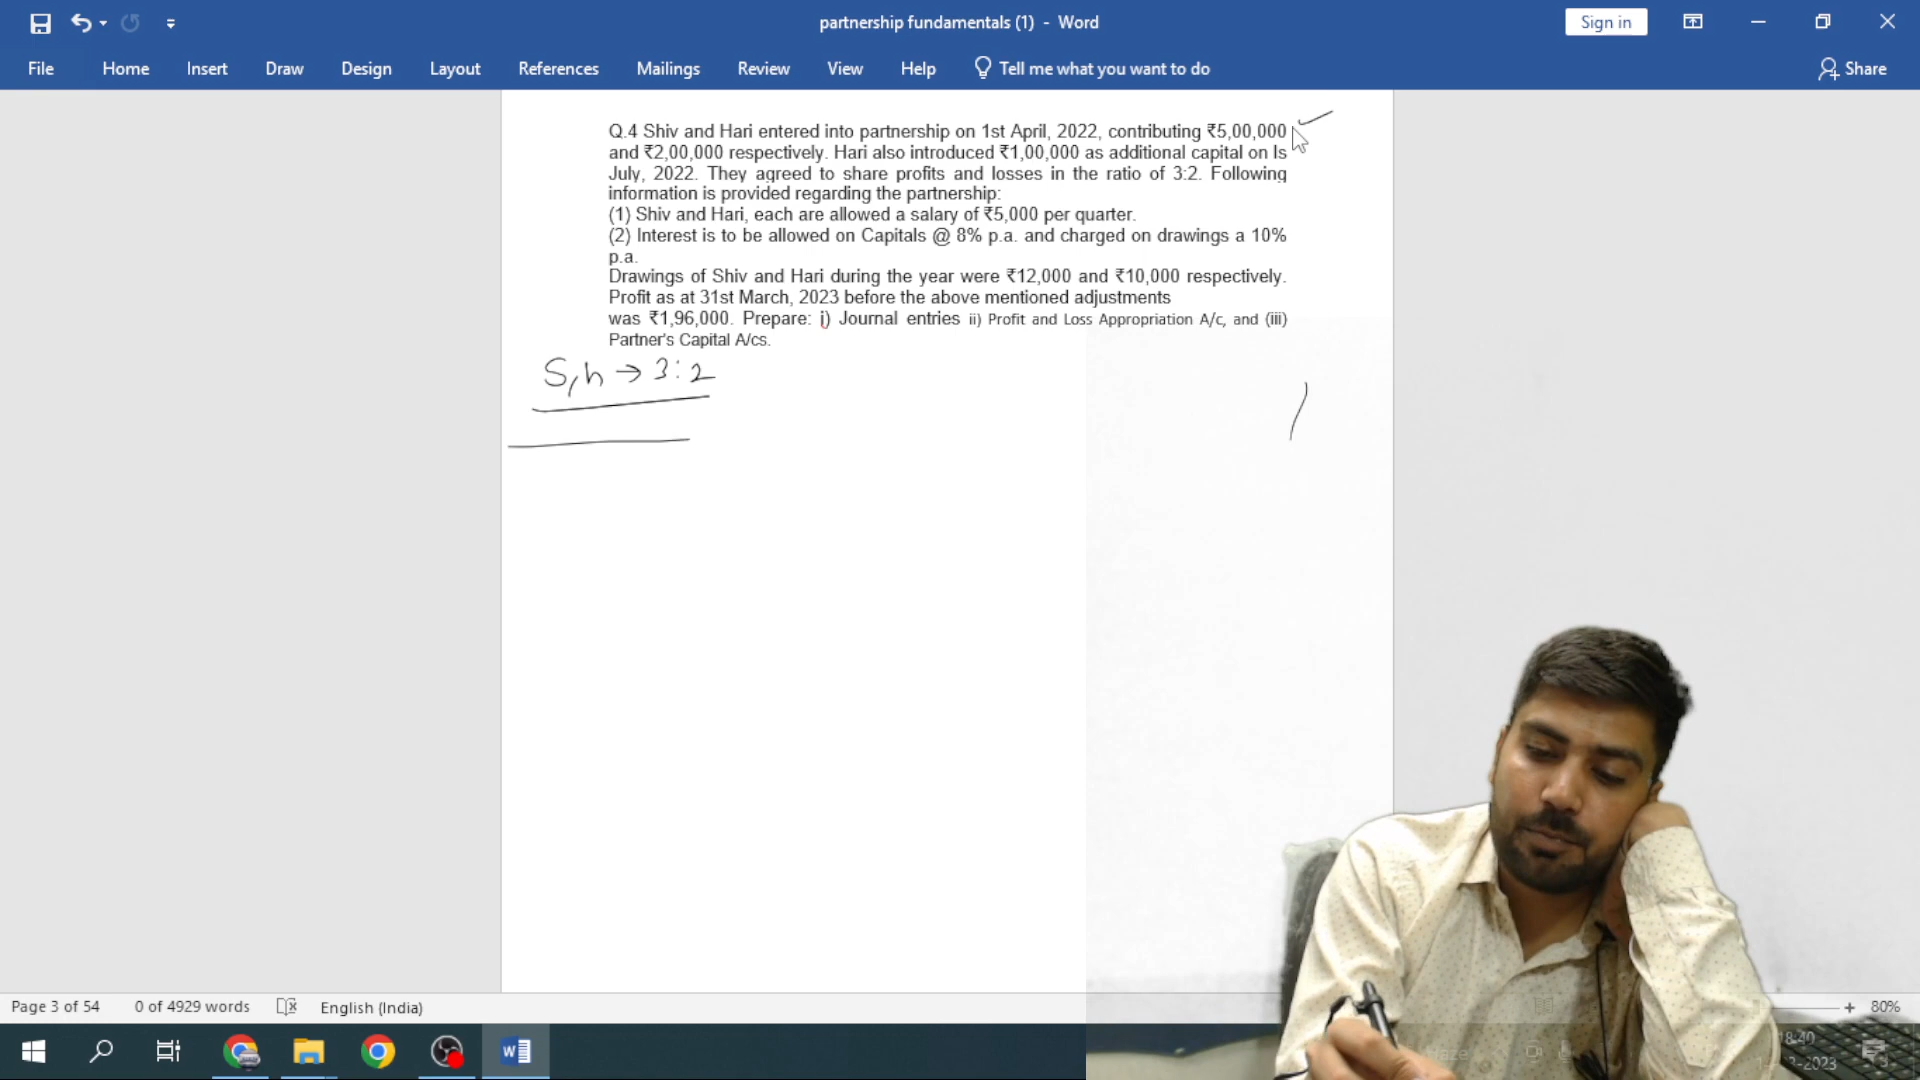 partnership fundamentals (1) - Word
Sign in
File Home Insert Draw Design Layout References Mailings Review View Help Tell me what you want to do Share
Q.4 Shiv and Hari entered into partnership on 1st April, 2022, contributing ₹5,00,000
and ₹2,00,000 respectively. Hari also introduced ₹1,00,000 as additional capital on Is
July, 2022. They agreed to share profits and losses in the ratio of 3:2. Following
information is provided regarding the partnership:
(1) Shiv and Hari, each are allowed a salary of ₹5,000 per quarter.
(2) Interest is to be allowed on Capitals @ 8% p.a. and charged on drawings a 10%
p.a.
Drawings of Shiv and Hari during the year were ₹12,000 and ₹10,000 respectively.
Profit as at 31st March, 2023 before the above mentioned adjustments
was ₹1,96,000. Prepare: i) Journal entries ii) Profit and Loss Appropriation A/c, and (iii)
Partner's Capital A/cs.
S, h → 3:2
Page 3 of 54 0 of 4929 words English (India) 80%
18:40